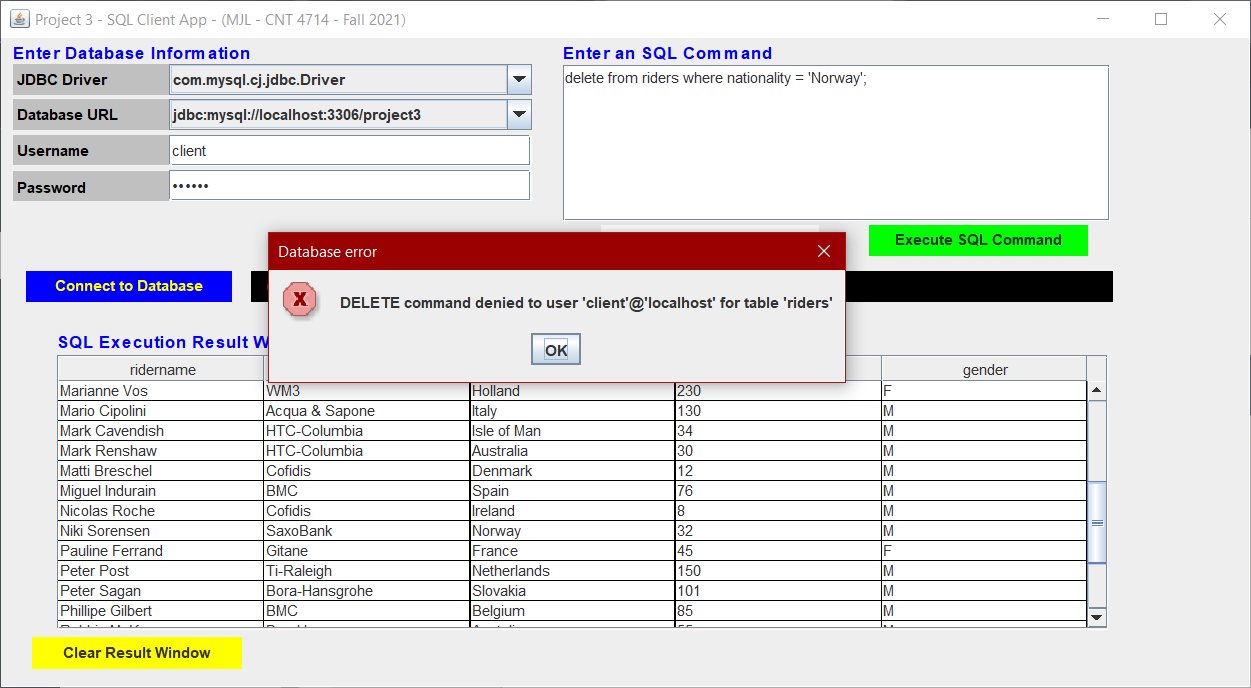 Project 3 - SQL Client App - (MJL - CNT 4714 - Fall 2021)
Enter Database Information
Enter an SQL Command
JDBC Driver com.mysql.cj.jdbc.Driver
delete from riders where nationality = 'Norway';
Database URL jdbc:mysql://localhost:3306/project3
Username client
Password ••••••
Execute SQL Command
Database error
Connect to Database
X DELETE command denied to user 'client'@'localhost' for table 'riders'
OK
SQL Execution Result W
ridername gender
Marianne Vos WM3 Holland 230 F
Mario Cipolini Acqua & Sapone Italy 130 M
Mark Cavendish HTC-Columbia Isle of Man 34 M
Mark Renshaw HTC-Columbia Australia 30 M
Matti Breschel Cofidis Denmark 12 M
Miguel Indurain BMC Spain 76 M
Nicolas Roche Cofidis Ireland 8 M
Niki Sorensen SaxoBank Norway 32 M
Pauline Ferrand Gitane France 45 F
Peter Post Ti-Raleigh Netherlands 150 M
Peter Sagan Bora-Hansgrohe Slovakia 101 M
Phillipe Gilbert BMC Belgium 85 M
Clear Result Window